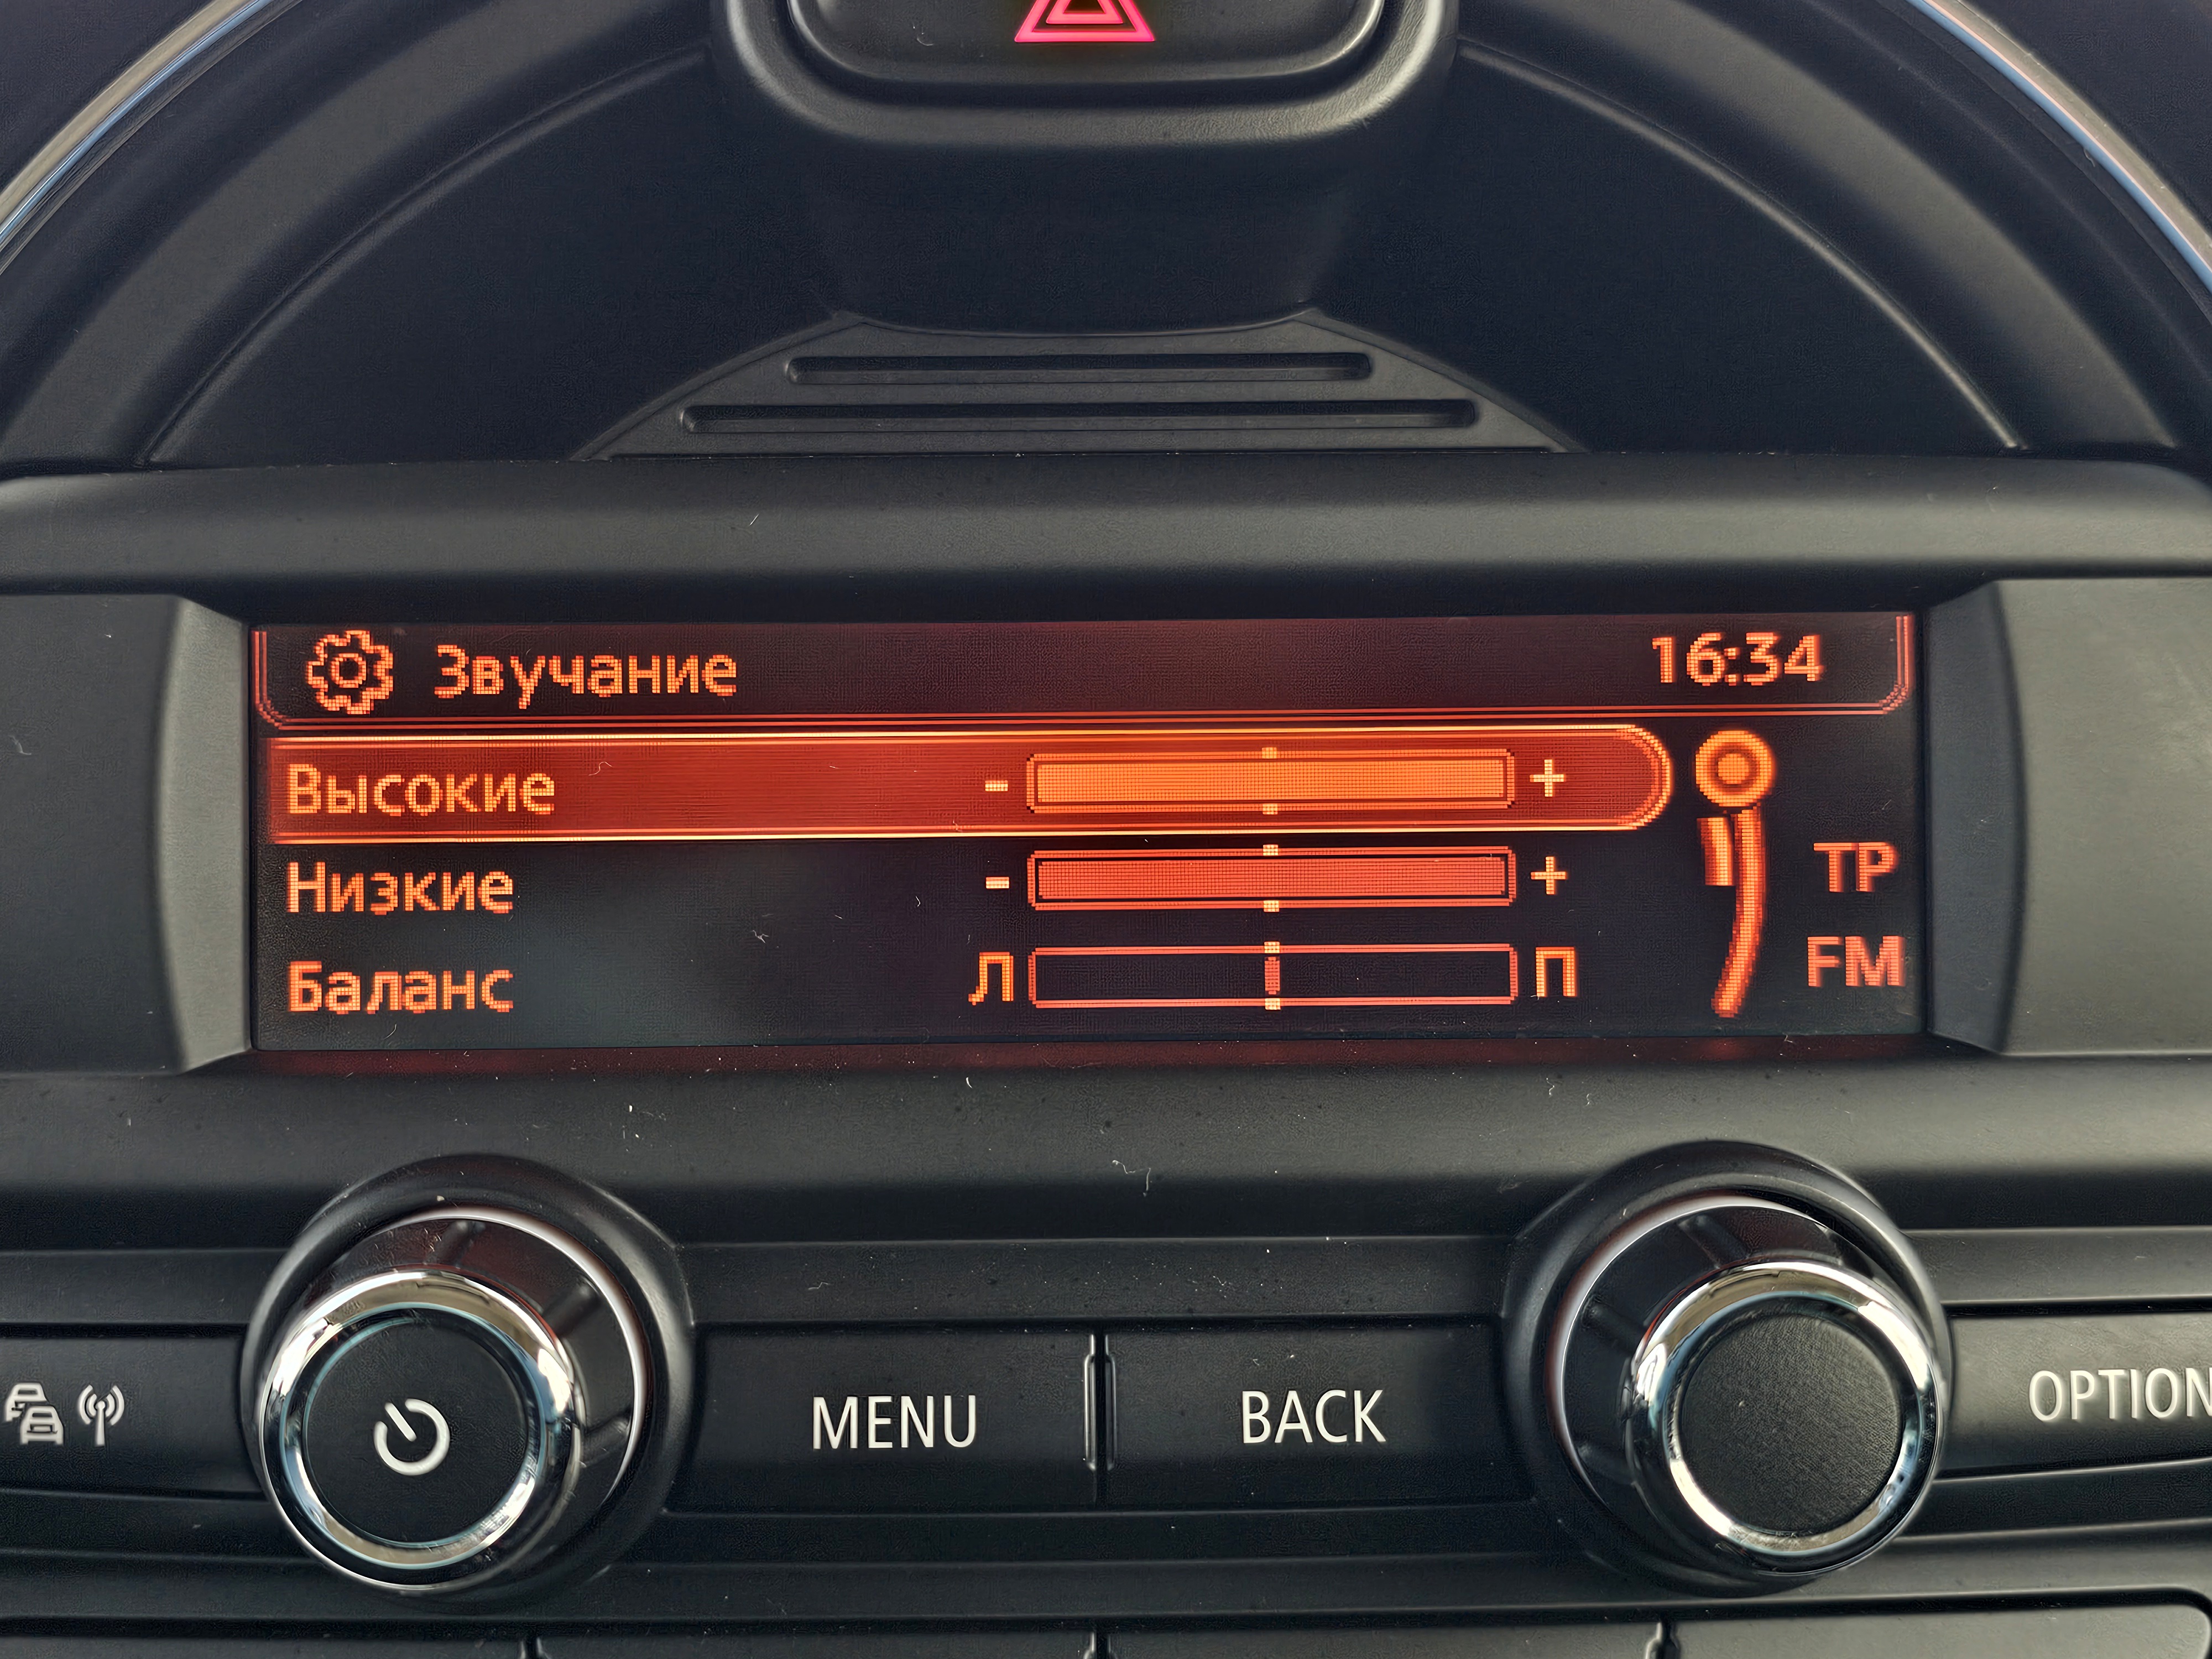 Звучание 16:34
Высокие - +
Низкие - + TP
Баланс Л П FM
MENU BACK OPTION